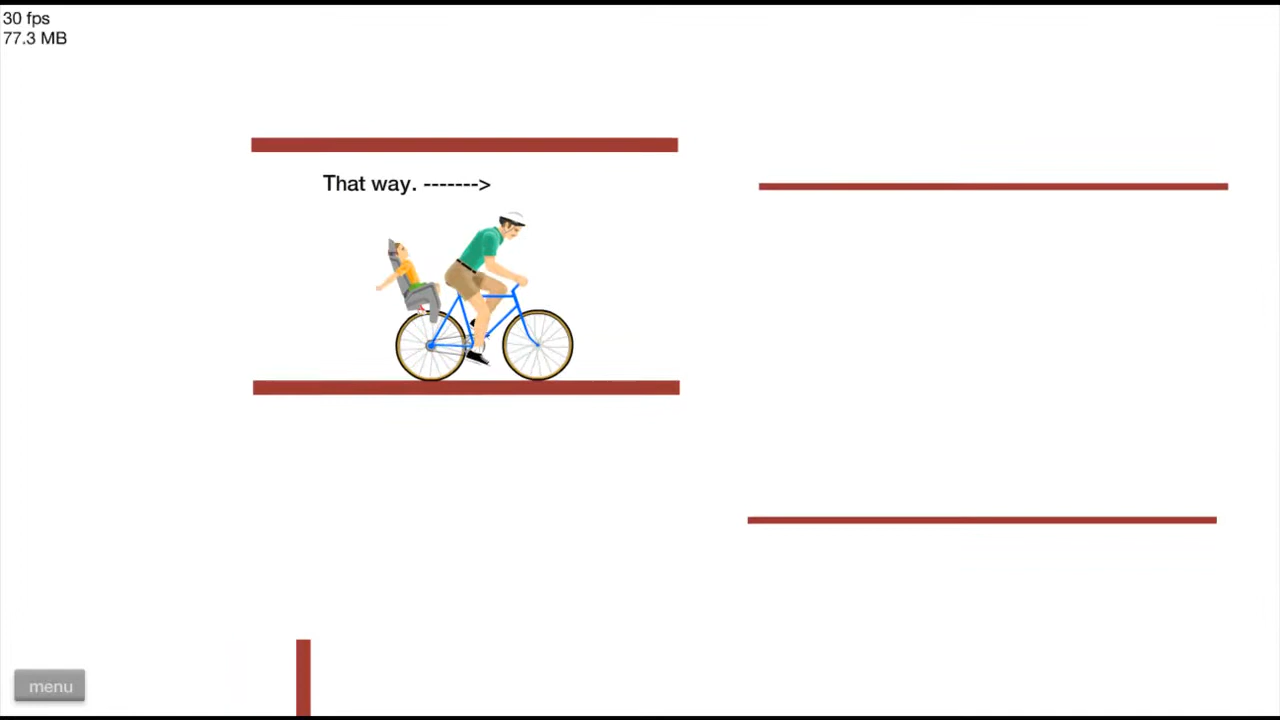 30 fps
77.3 MB
That way. ------->
menu